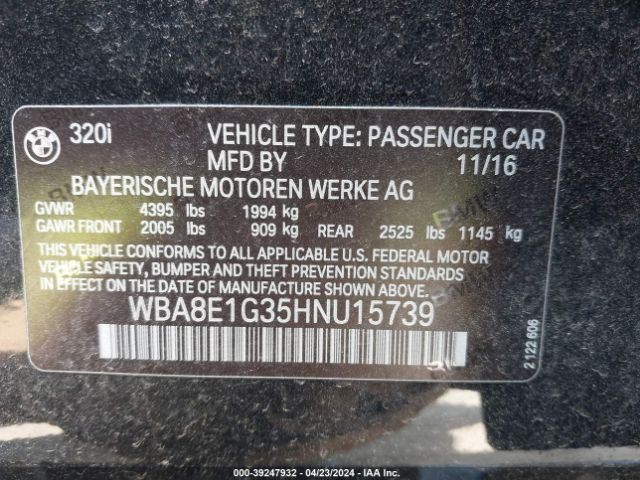 BMW 320i VEHICLE TYPE: PASSENGER CAR
MFD BY 11/16
BAYERISCHE MOTOREN WERKE AG
GVWR 4395 lbs 1994 kg
GAWR FRONT 2005 lbs 909 kg REAR 2525 lbs 1145 kg
THIS VEHICLE CONFORMS TO ALL APPLICABLE U.S. FEDERAL MOTOR
VEHICLE SAFETY, BUMPER AND THEFT PREVENTION STANDARDS
IN EFFECT ON THE DATE OF MANUFACTURE SHOWN ABOVE.
WBA8E1G35HNU15739
2 122 606
000-39247932 - 04/23/2024 - IAA Inc.